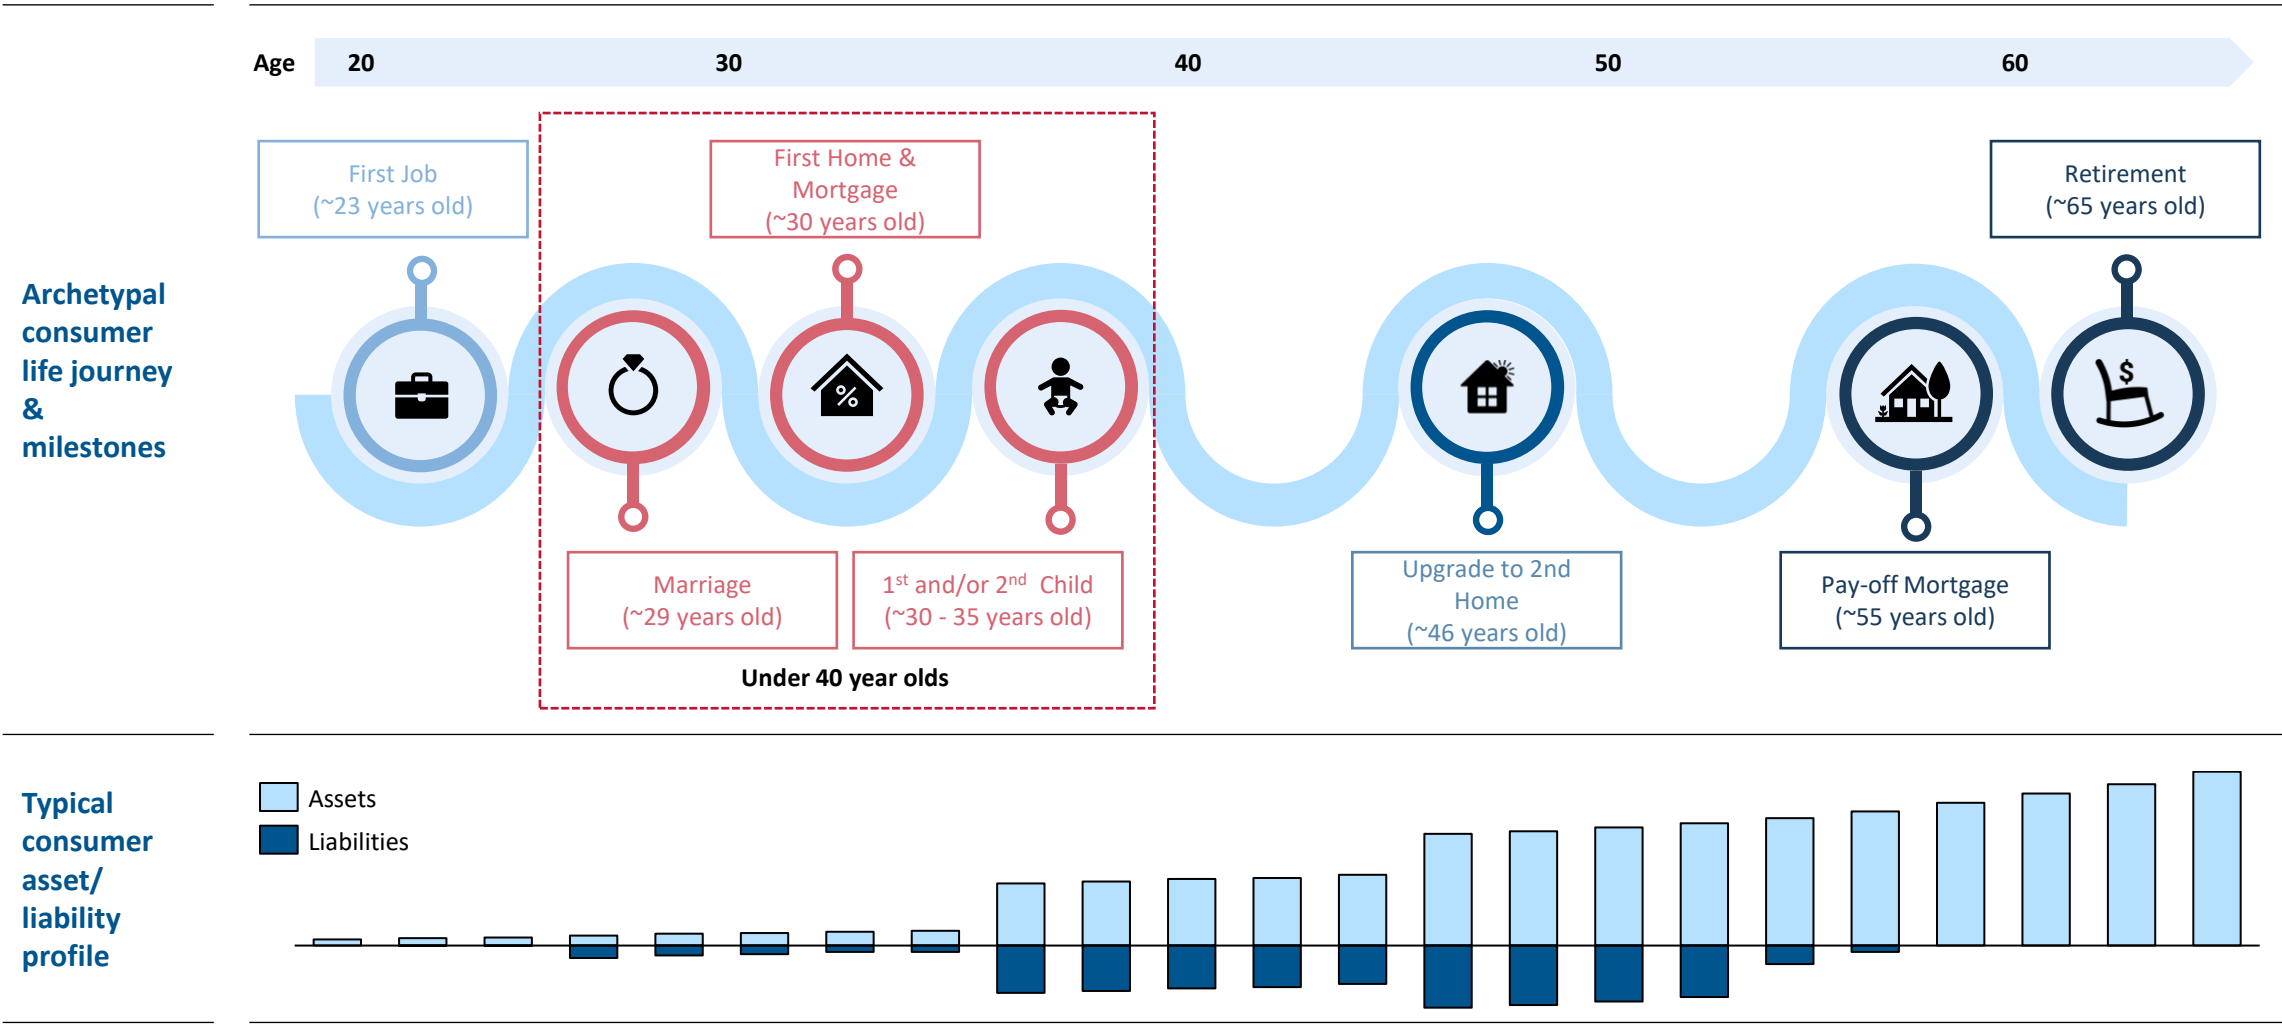 Age 20 30 40 50 60
Archetypal
consumer
life journey
&
milestones
First Job
(~23 years old)
First Home &
Mortgage
(~30 years old)
Retirement
(~65 years old)
%
$
Marriage
(~29 years old)
1st and/or 2nd Child
(~30 - 35 years old)
Upgrade to 2nd
Home
(~46 years old)
Pay-off Mortgage
(~55 years old)
Under 40 year olds
Typical
consumer
asset/
liability
profile
Assets
Liabilities